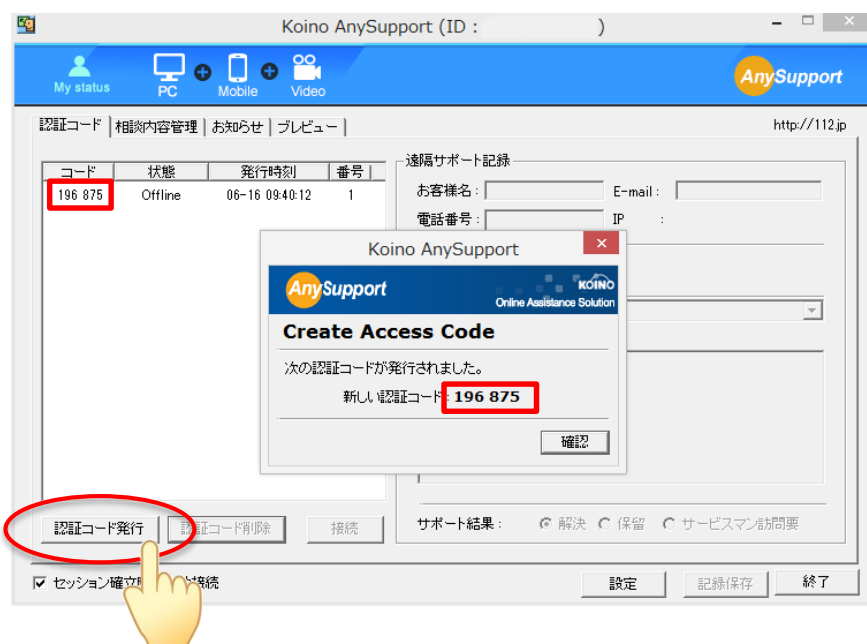 Koino AnySupport (ID : )
My status
PC
Mobile
Video
AnySupport
認証コード
相談内容管理
お知らせ
プレビュー
http://112.jp
コード
状態
発行時刻
番号
196 875
Offline
06-16 09:40:12
1
遠隔サポート記録
お客様名 :
E-mail :
電話番号 :
IP :
Koino AnySupport
AnySupport
KOINO
Online Assistance Solution
Create Access Code
次の認証コードが発行されました。
新しい認証コード : 196 875
確認
認証コード発行
認証コード削除
接続
サポート結果 :
解決
保留
サービスマン訪問要
セッション確立 接続
設定
記録保存
終了